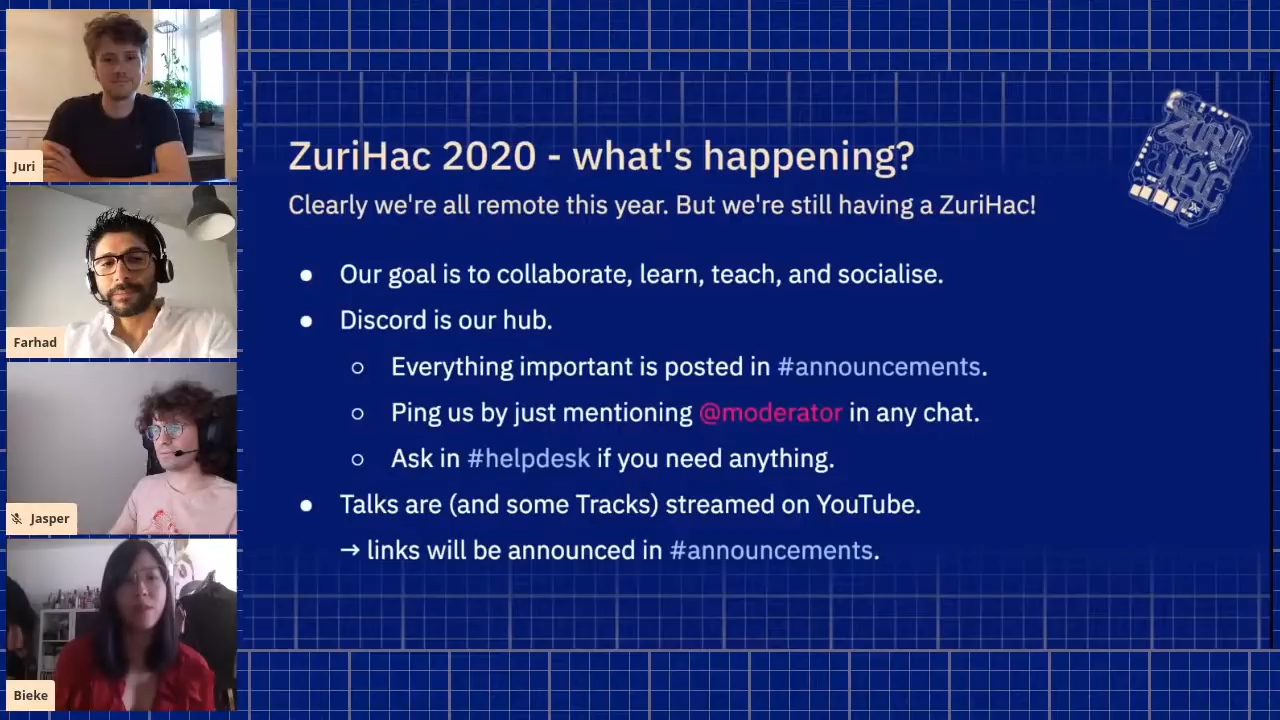 Juri
Farhad
Jasper
Bieke
ZuriHac 2020 - what's happening?
Clearly we're all remote this year. But we're still having a ZuriHac!
● Our goal is to collaborate, learn, teach, and socialise.
● Discord is our hub.
○ Everything important is posted in #announcements.
○ Ping us by just mentioning @moderator in any chat.
○ Ask in #helpdesk if you need anything.
● Talks are (and some Tracks) streamed on YouTube.
→ links will be announced in #announcements.
ZURI
HAC